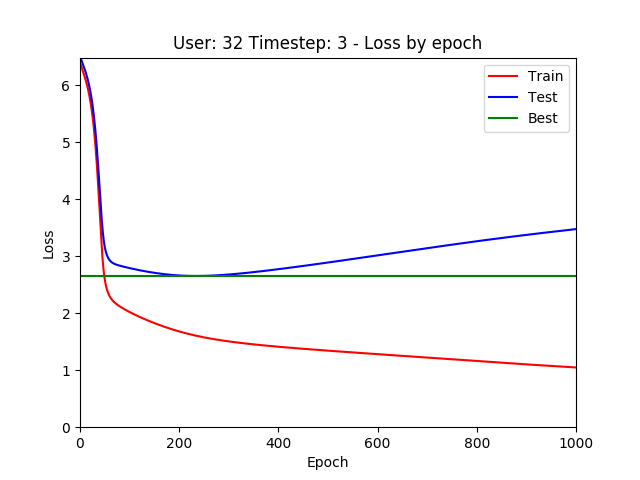 User: 32 Timestep: 3 - Loss by epoch
Train
Test
Best
6
5
4
3
2
1
0
Loss
0 200 400 600 800 1000
Epoch